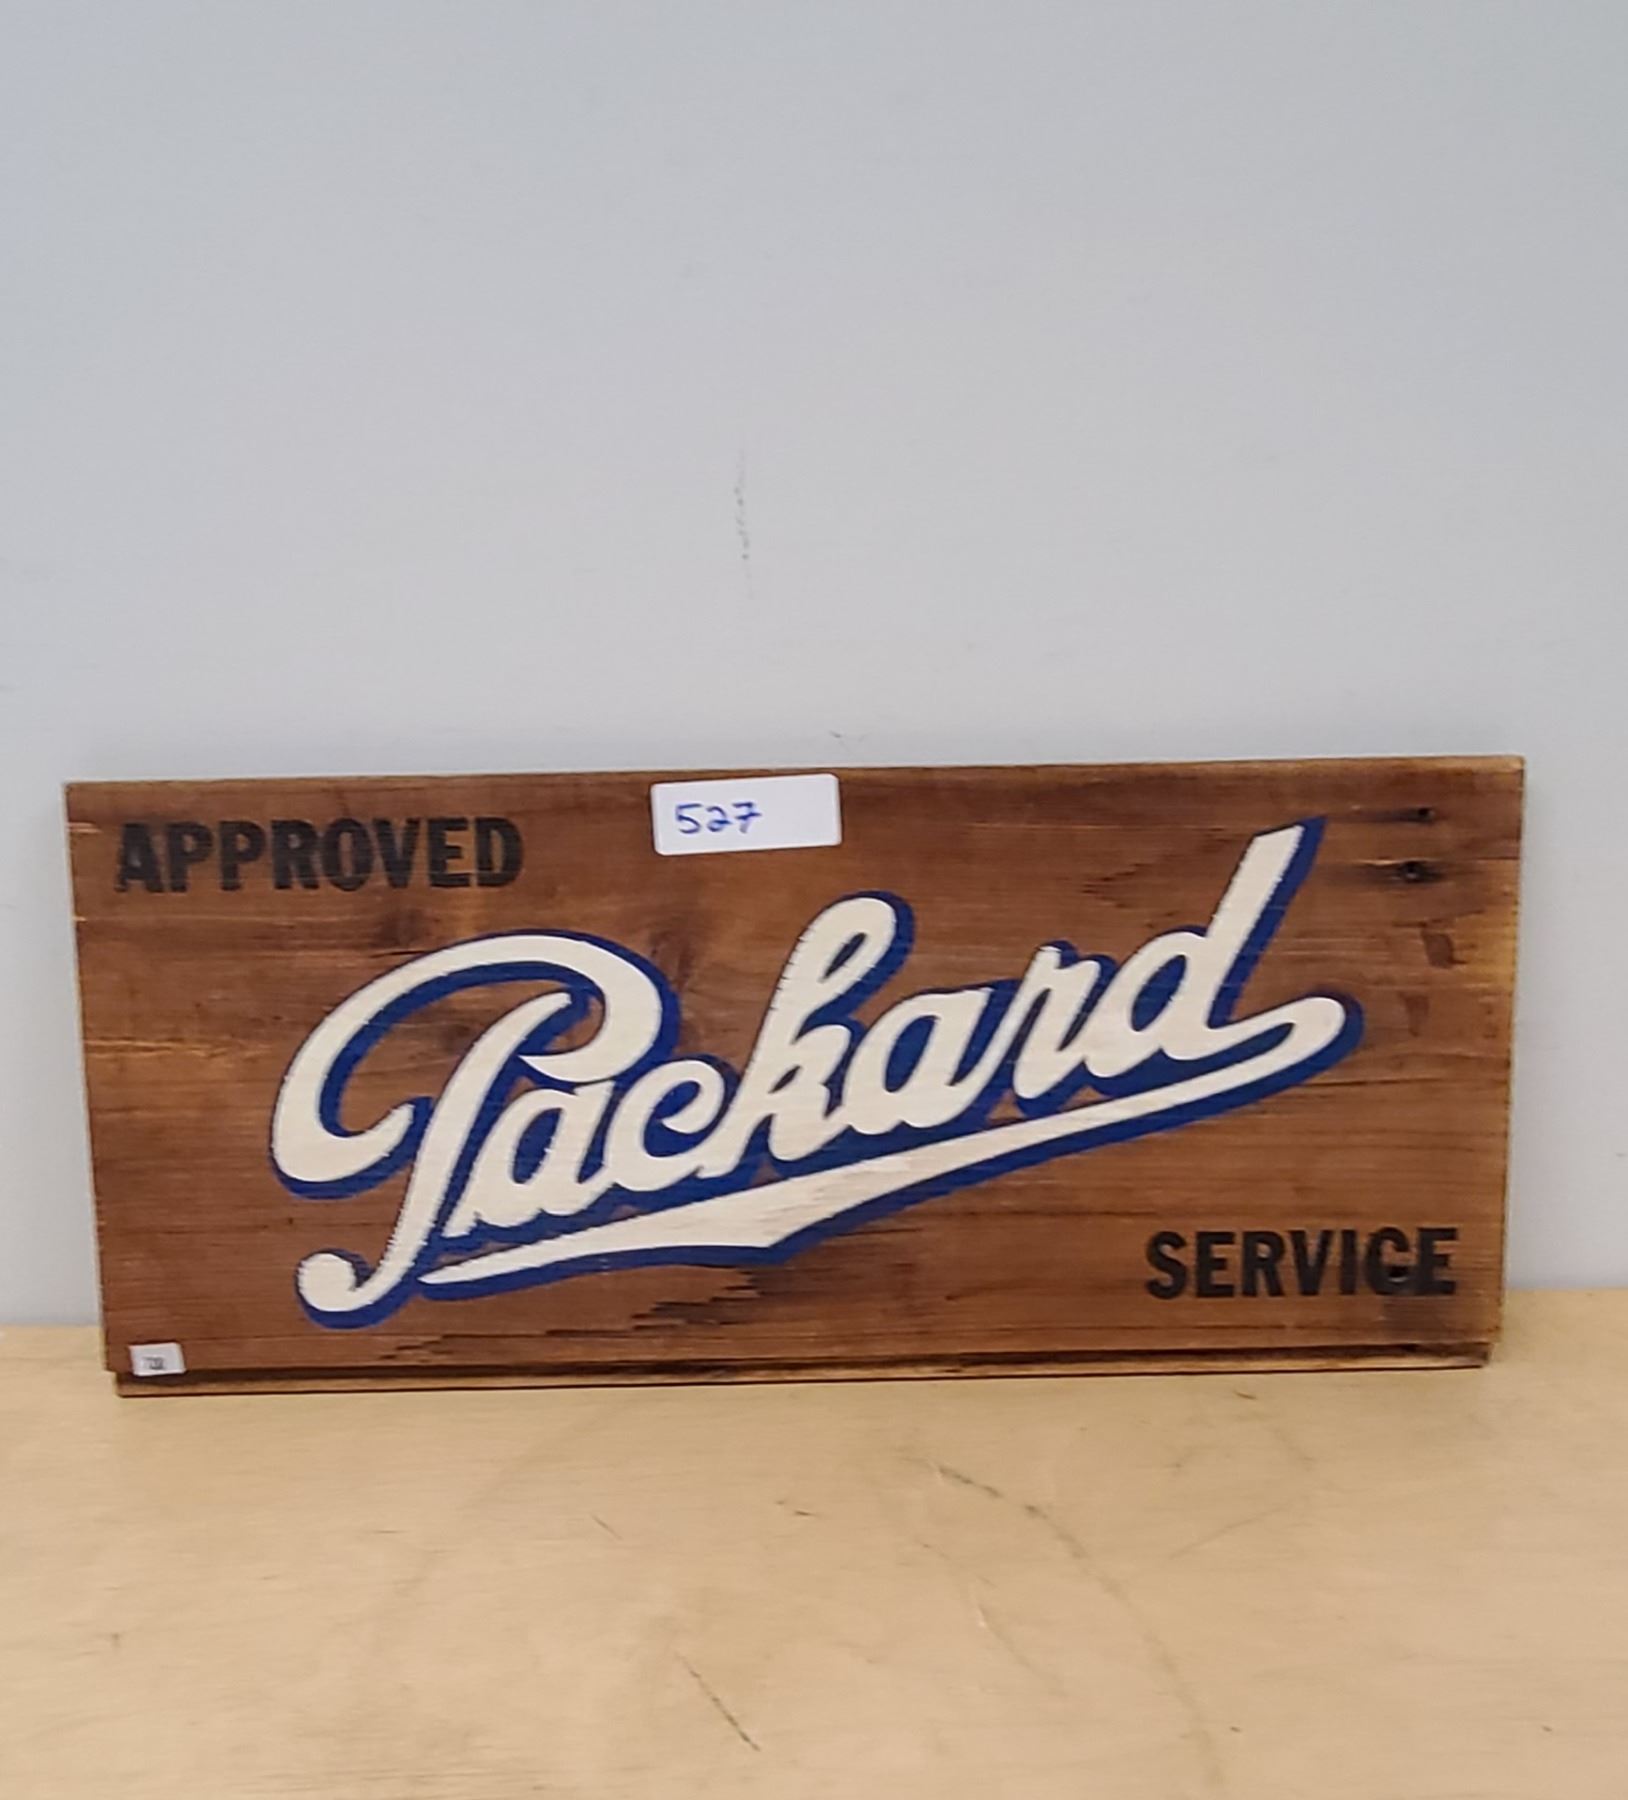 527
APPROVED
Packard
SERVICE